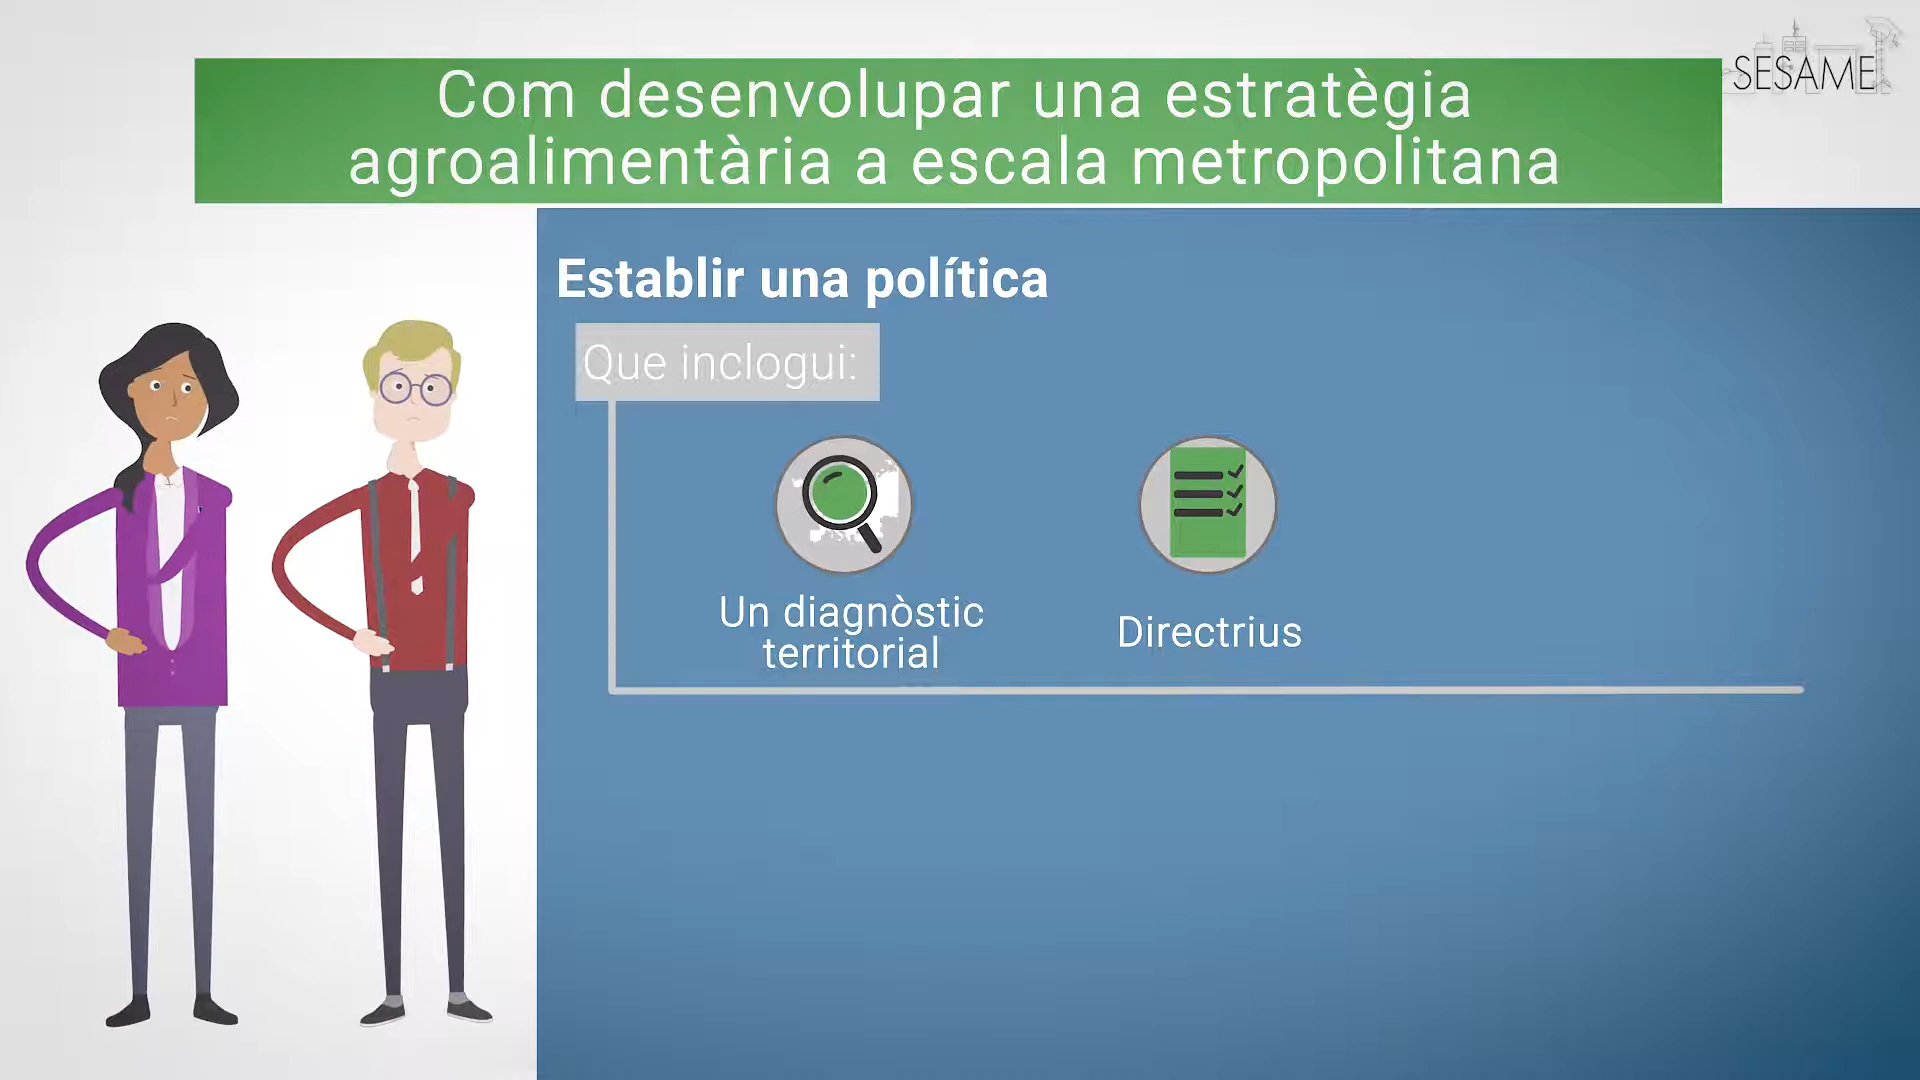 SESAME
Com desenvolupar una estratègia
agroalimentària a escala metropolitana
Establir una política
Que inclogui:
Un diagnòstic
territorial
Directrius